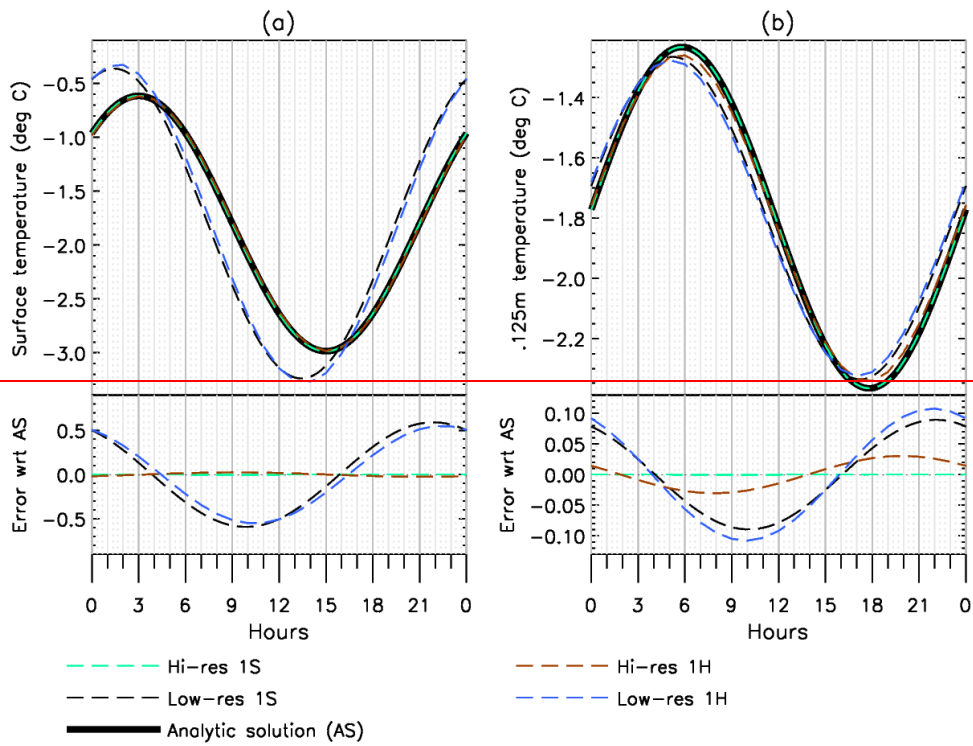 (a)
Surface temperature (deg C)
−0.5
−1.0
−1.5
−2.0
−2.5
−3.0
Error wrt AS
0.5
0.0
−0.5
0 3 6 9 12 15 18 21 0
Hours
(b)
.125m temperature (deg C)
−1.4
−1.6
−1.8
−2.0
−2.2
Error wrt AS
0.10
0.05
0.00
−0.05
−0.10
0 3 6 9 12 15 18 21 0
Hours
Hi−res 1S
Low−res 1S
Analytic solution (AS)
Hi−res 1H
Low−res 1H